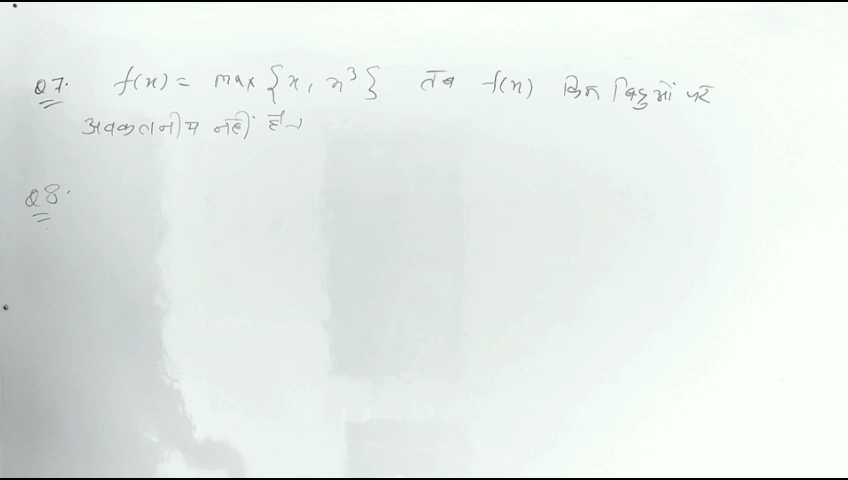 Q7. f(x) = max {x, x³} तब f(x) किन बिंदुओं पर
अवकलनीय नहीं है→
Q8.